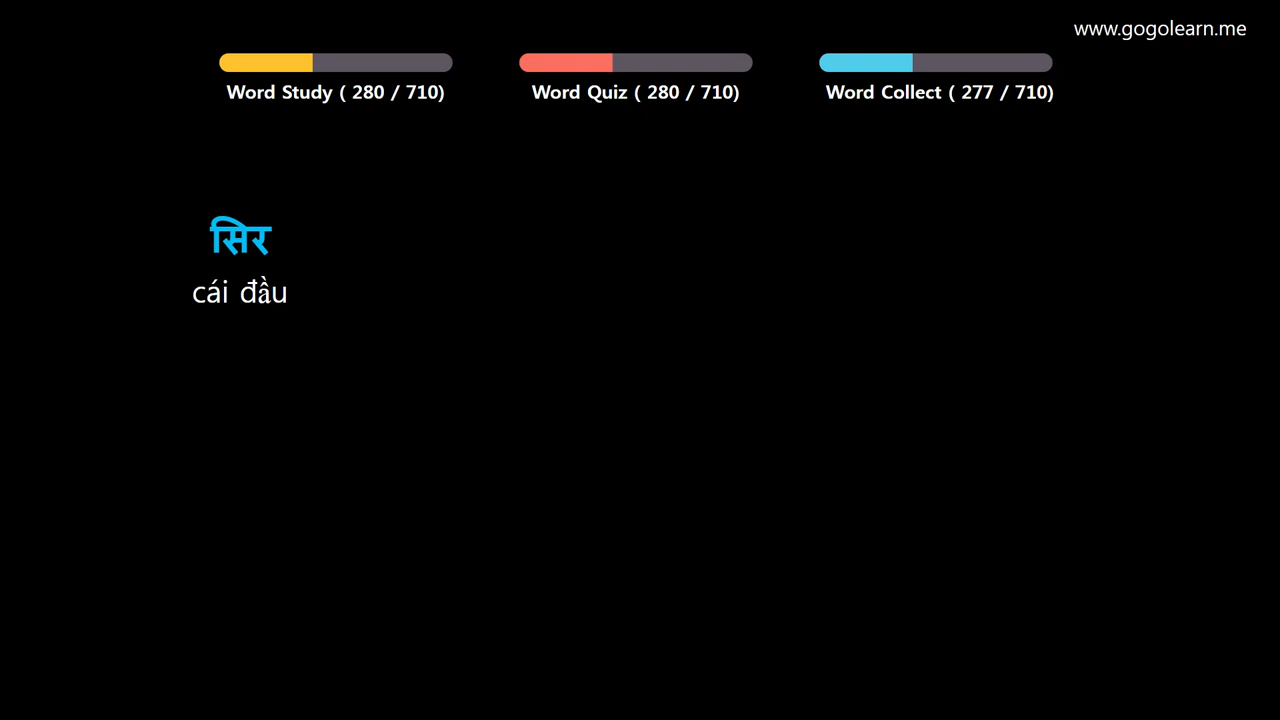 www.gogolearn.me
Word Study ( 280 / 710)
Word Quiz ( 280 / 710)
Word Collect ( 277 / 710)
सिर
cái đầu